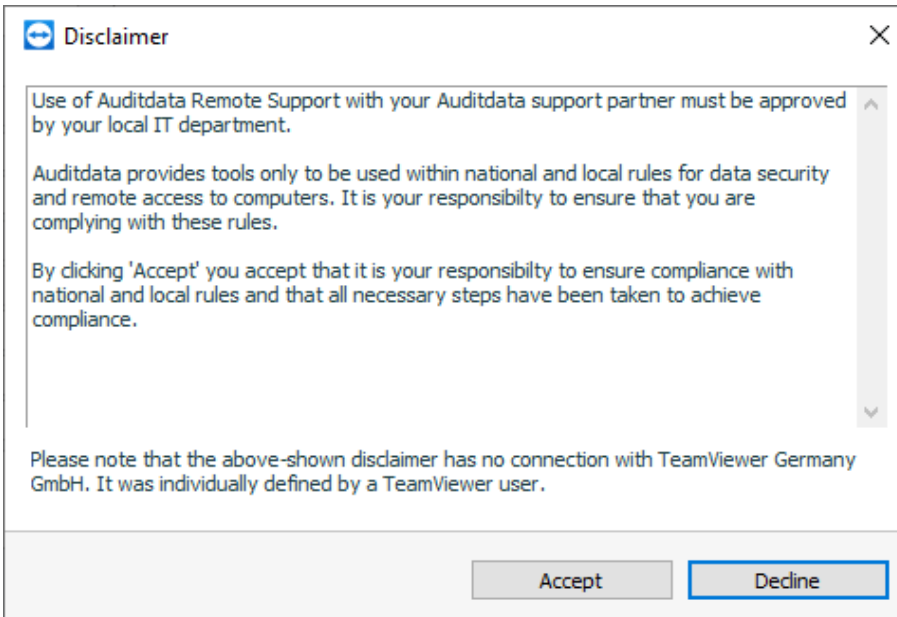 Disclaimer
Use of Auditdata Remote Support with your Auditdata support partner must be approved
by your local IT department.
Auditdata provides tools only to be used within national and local rules for data security
and remote access to computers. It is your responsibilty to ensure that you are
complying with these rules.
By clicking 'Accept' you accept that it is your responsibilty to ensure compliance with
national and local rules and that all necessary steps have been taken to achieve
compliance.
Please note that the above-shown disclaimer has no connection with TeamViewer Germany
GmbH. It was individually defined by a TeamViewer user.
Accept
Decline